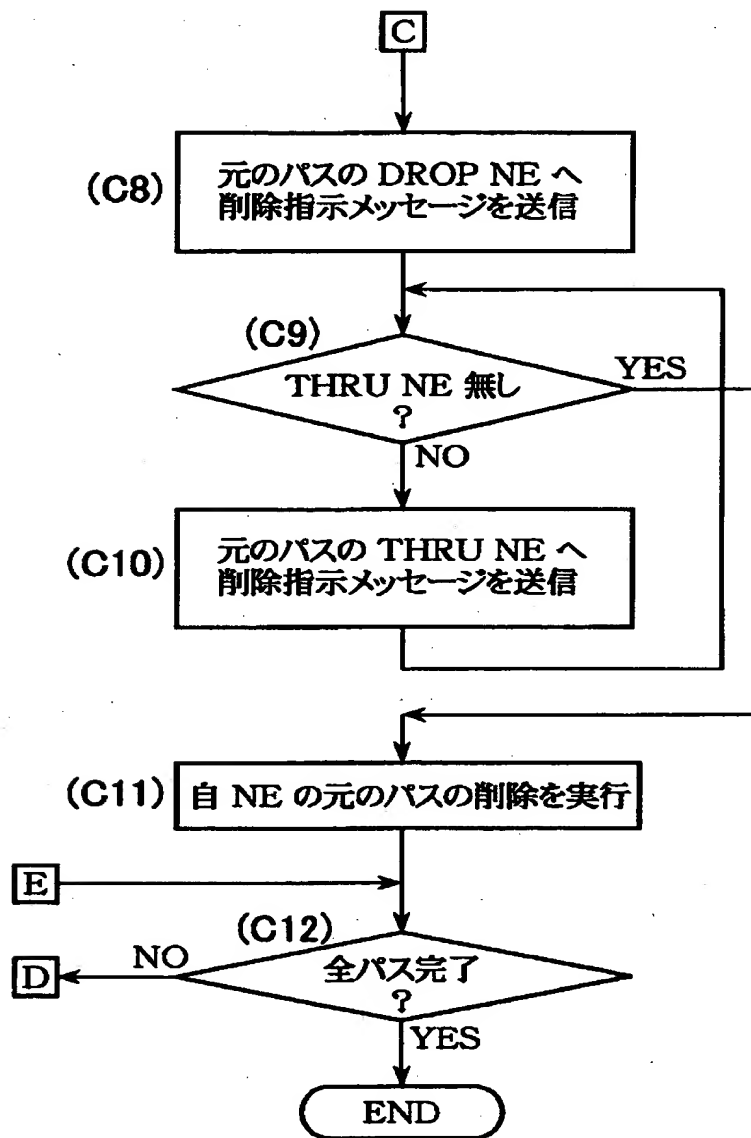 C
(C8)
元のパスの DROP NE へ
削除指示メッセージを送信
(C9)
YES
THRU NE 無し
?
NO
(C10)
元のパスの THRU NE へ
削除指示メッセージを送信
(C11)
自 NE の元のパスの削除を実行
E
(C12)
NO
D
全パス完了
?
YES
END